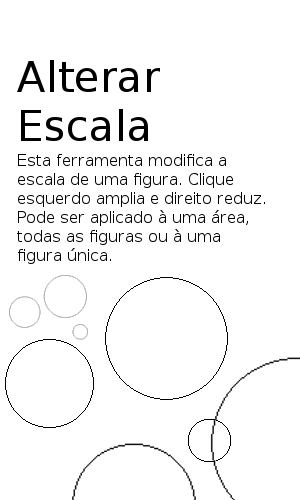 Alterar
Escala
Esta ferramenta modifica a
escala de uma figura. Clique
esquerdo amplia e direito reduz.
Pode ser aplicado à uma área,
todas as figuras ou à uma
figura única.